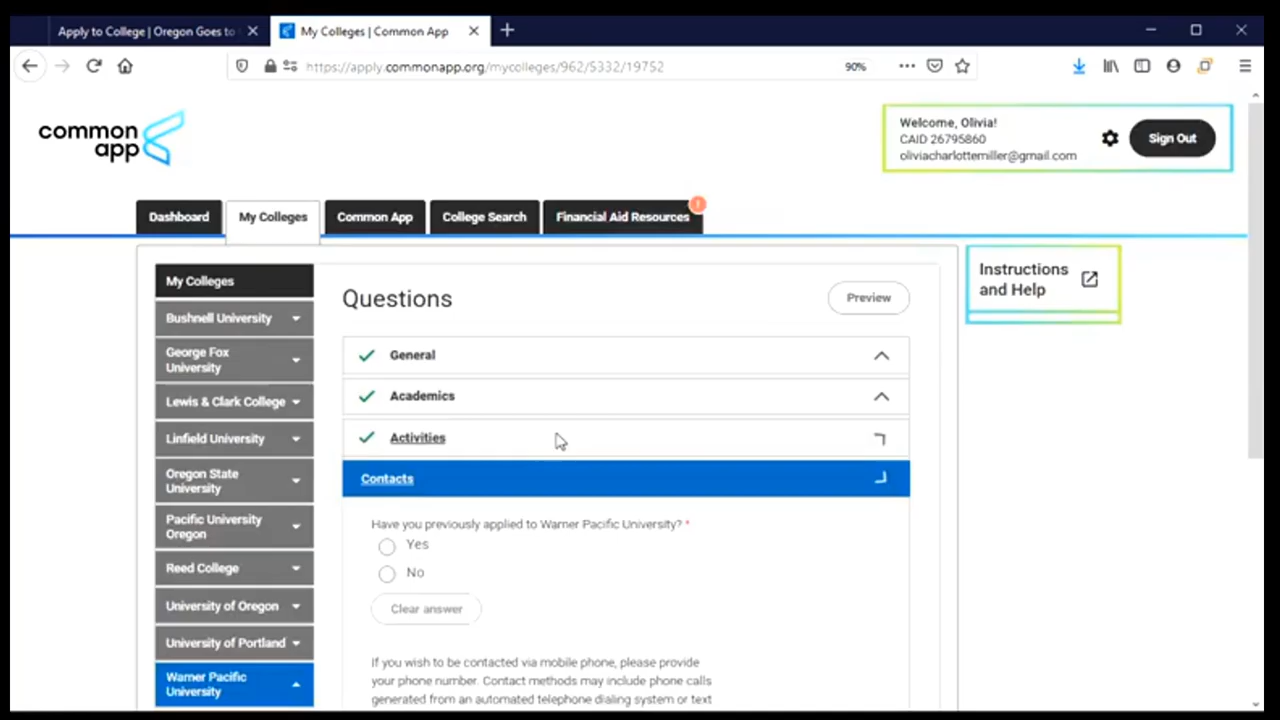 Apply to College | Oregon Goes to
My Colleges | Common App
https://apply.commonapp.org/mycolleges/962/5332/19752
90%
common
app
Welcome, Olivia!
CAID 26795860
oliviacharlottemiller@gmail.com
Sign Out
Dashboard
My Colleges
Common App
College Search
Financial Aid Resources
My Colleges
Bushnell University
George Fox
University
Lewis & Clark College
Linfield University
Oregon State
University
Pacific University
Oregon
Reed College
University of Oregon
University of Portland
Warner Pacific
University
Questions
Preview
General
Academics
Activities
Contacts
Have you previously applied to Warner Pacific University? *
Yes
No
Clear answer
If you wish to be contacted via mobile phone, please provide
your phone number. Contact methods may include phone calls
generated from an automated telephone dialing system or text
Instructions
and Help